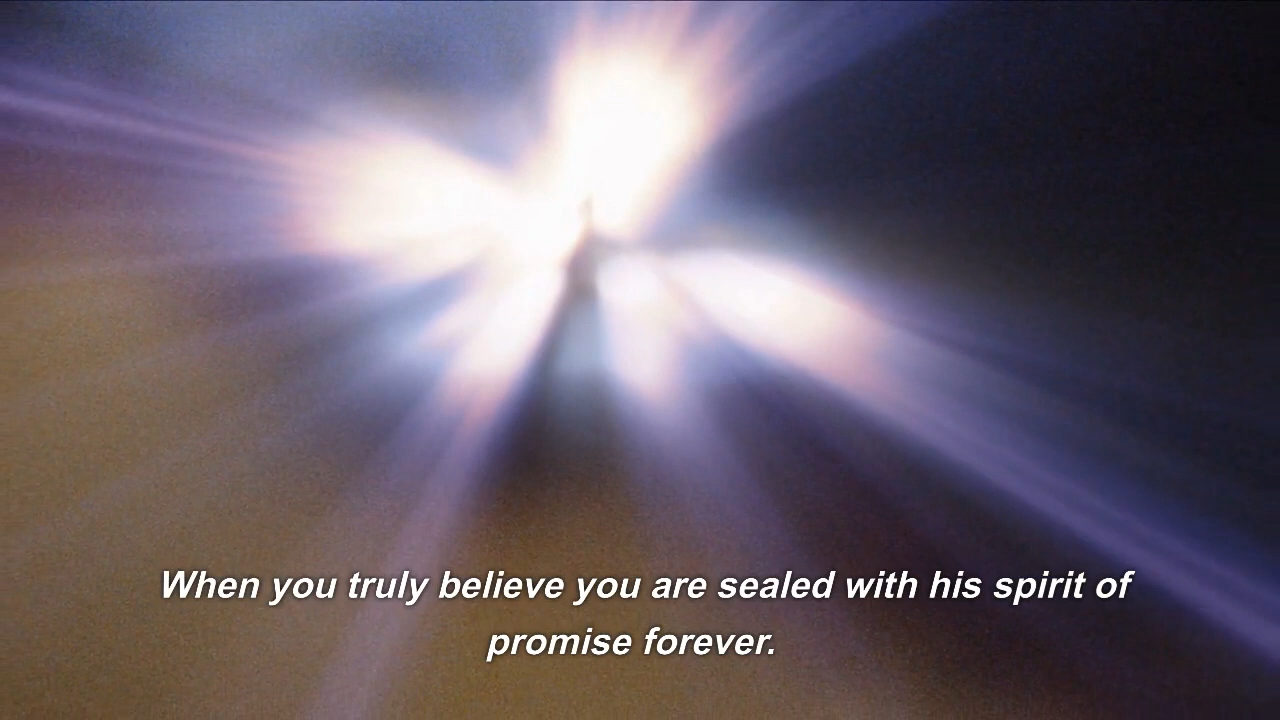 When you truly believe you are sealed with his spirit of
promise forever.